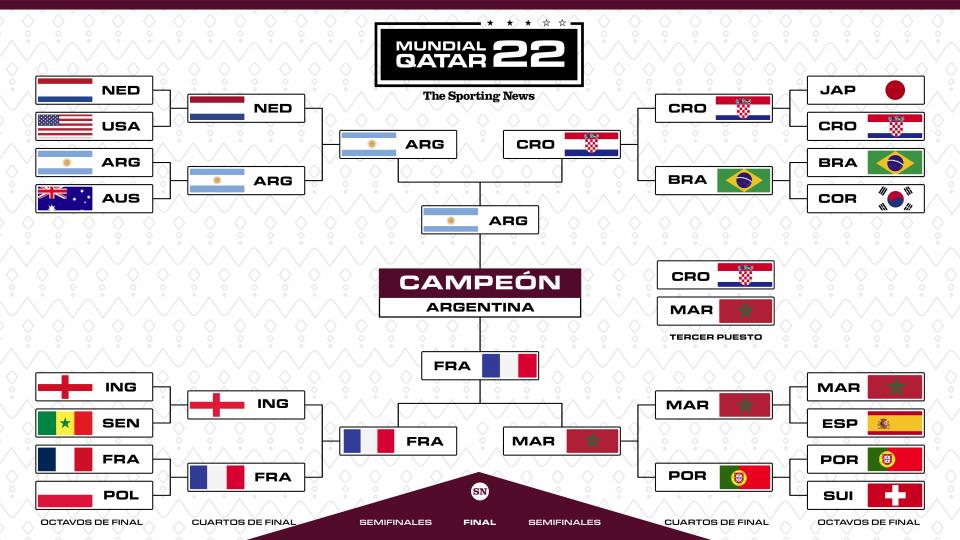 MUNDIAL
QATAR 22
The Sporting News
NED
USA
ARG
AUS
NED
ARG
ARG
CRO
CRO
BRA
JAP
CRO
BRA
COR
ARG
CAMPEÓN
ARGENTINA
CRO
MAR
TERCER PUESTO
FRA
ING
SEN
FRA
POL
ING
FRA
FRA
MAR
MAR
POR
MAR
ESP
POR
SUI
SN
OCTAVOS DE FINAL
CUARTOS DE FINAL
SEMIFINALES
FINAL
SEMIFINALES
CUARTOS DE FINAL
OCTAVOS DE FINAL